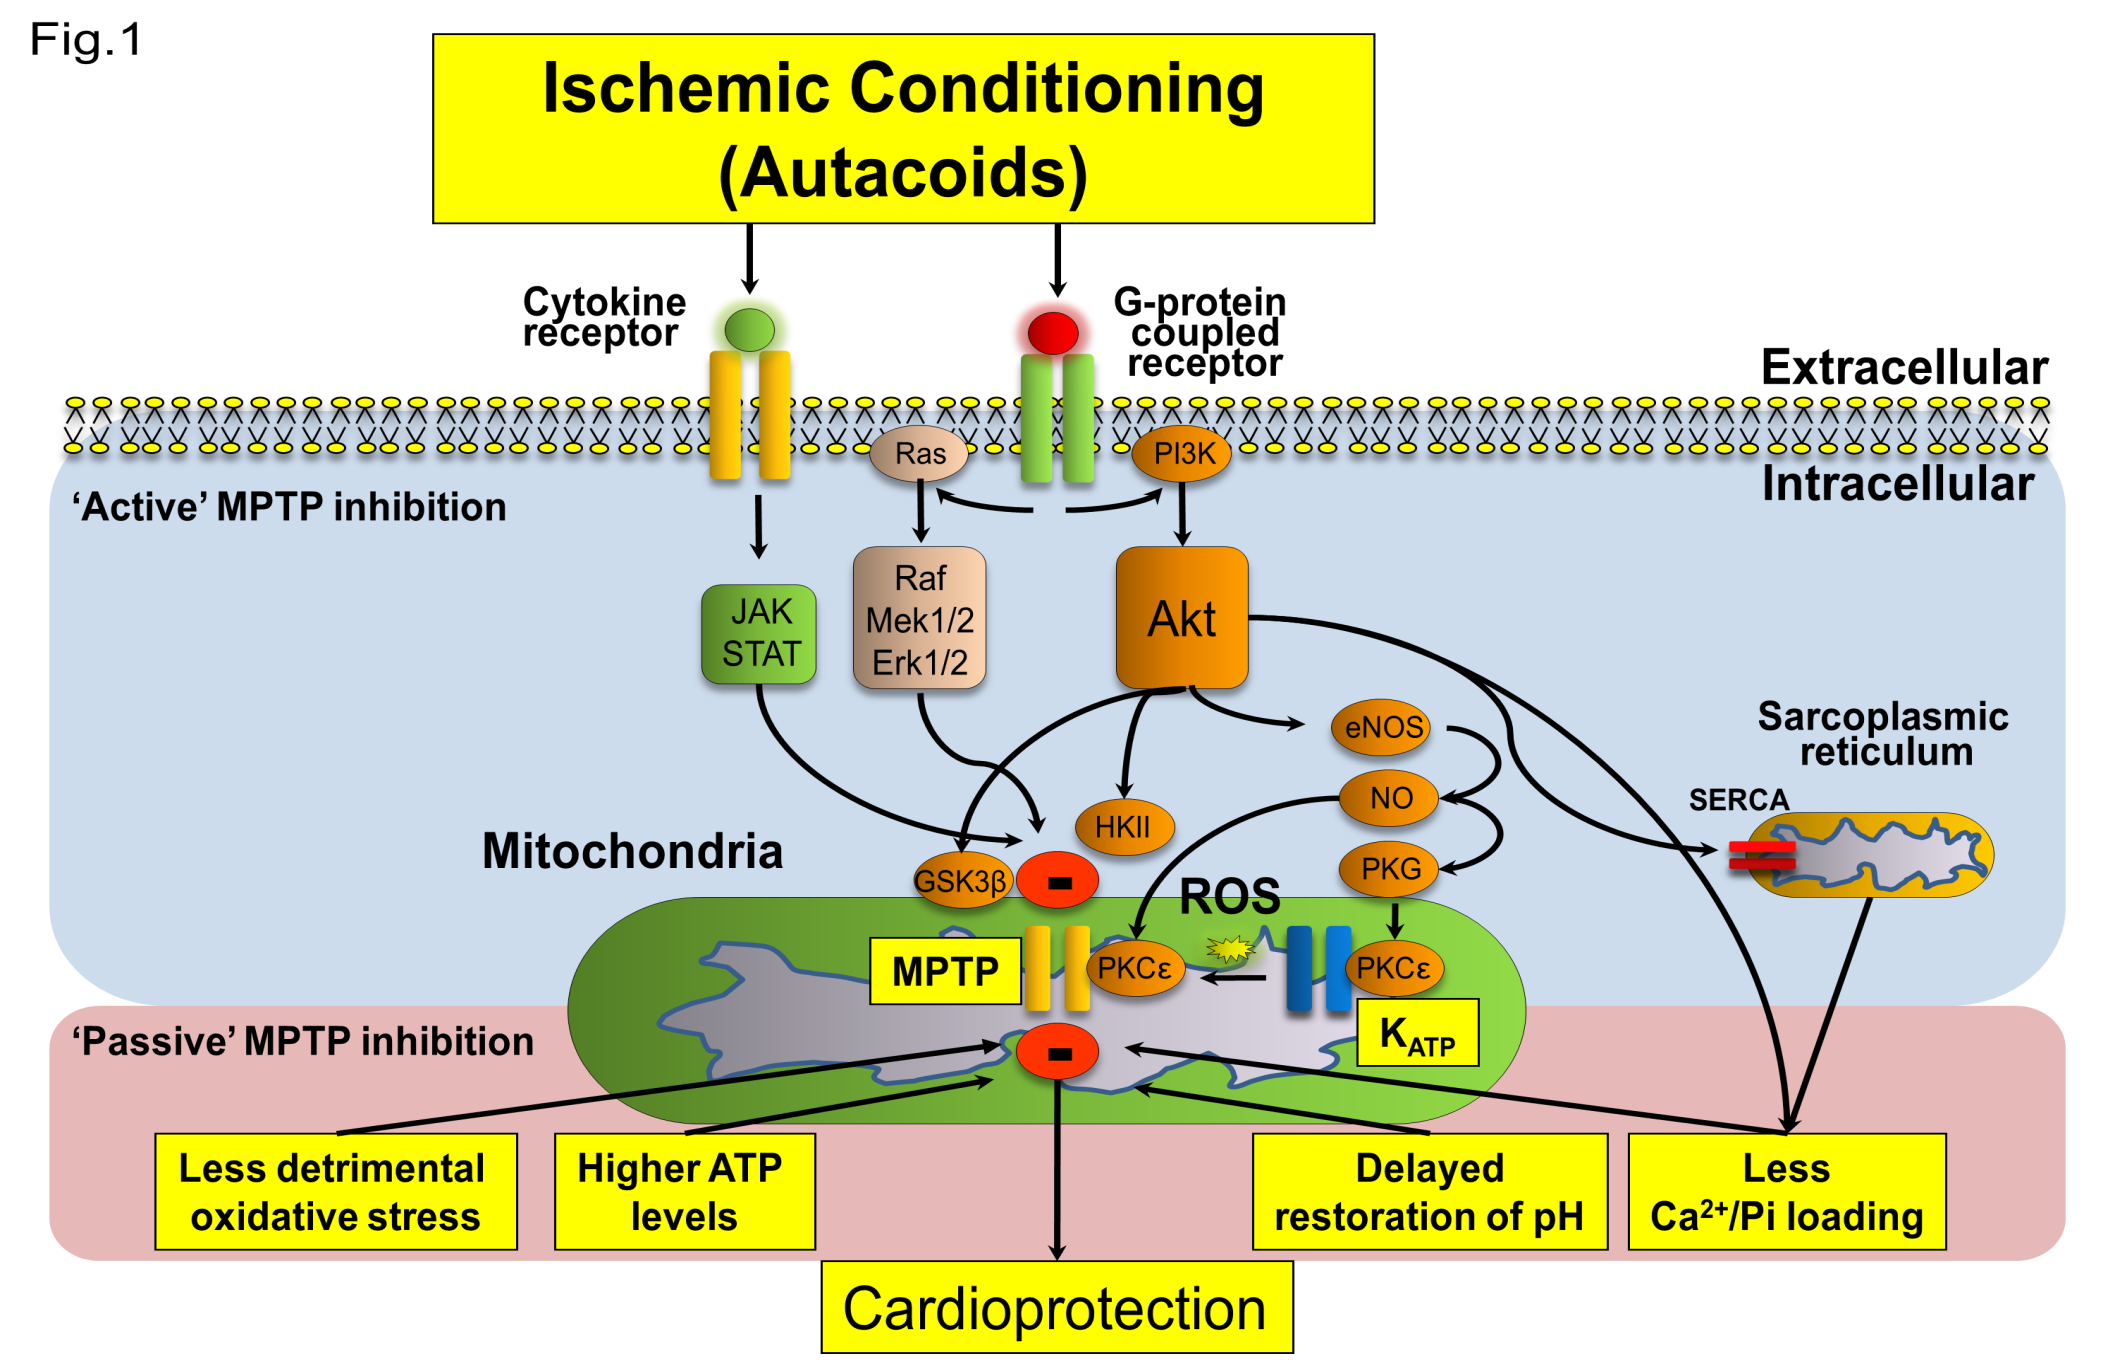 Fig.1
Ischemic Conditioning
(Autacoids)
Cytokine
receptor
G-protein
coupled
receptor
Extracellular
Intracellular
Ras
PI3K
‘Active’ MPTP inhibition
JAK
STAT
Raf
Mek1/2
Erk1/2
Akt
eNOS
NO
PKG
HKII
Sarcoplasmic
reticulum
SERCA
Mitochondria
GSK3β
-
ROS
MPTP
PKCε
PKCε
KATP
‘Passive’ MPTP inhibition
-
Less detrimental
oxidative stress
Higher ATP
levels
Delayed
restoration of pH
Less
Ca²⁺/Pi loading
Cardioprotection